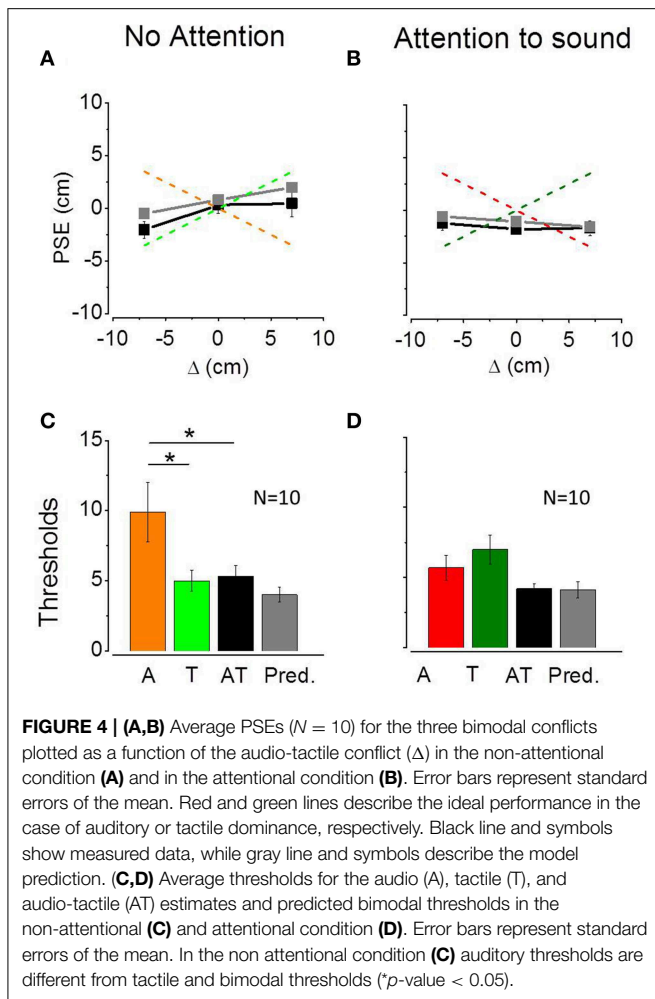 No Attention
Attention to sound
A
B
10
5
0
-5
-10
PSE (cm)
-10 -5 0 5 10
Δ (cm)
-10 -5 0 5 10
Δ (cm)
C
D
15
10
5
0
Thresholds
*
*
N=10
N=10
A T AT Pred.
A T AT Pred.
FIGURE 4 | (A,B) Average PSEs (N = 10) for the three bimodal conflicts
plotted as a function of the audio-tactile conflict (Δ) in the non-attentional
condition (A) and in the attentional condition (B). Error bars represent standard
errors of the mean. Red and green lines describe the ideal performance in the
case of auditory or tactile dominance, respectively. Black line and symbols
show measured data, while gray line and symbols describe the model
prediction. (C,D) Average thresholds for the audio (A), tactile (T), and
audio-tactile (AT) estimates and predicted bimodal thresholds in the
non-attentional (C) and attentional condition (D). Error bars represent standard
errors of the mean. In the non attentional condition (C) auditory thresholds are
different from tactile and bimodal thresholds (*p-value < 0.05).